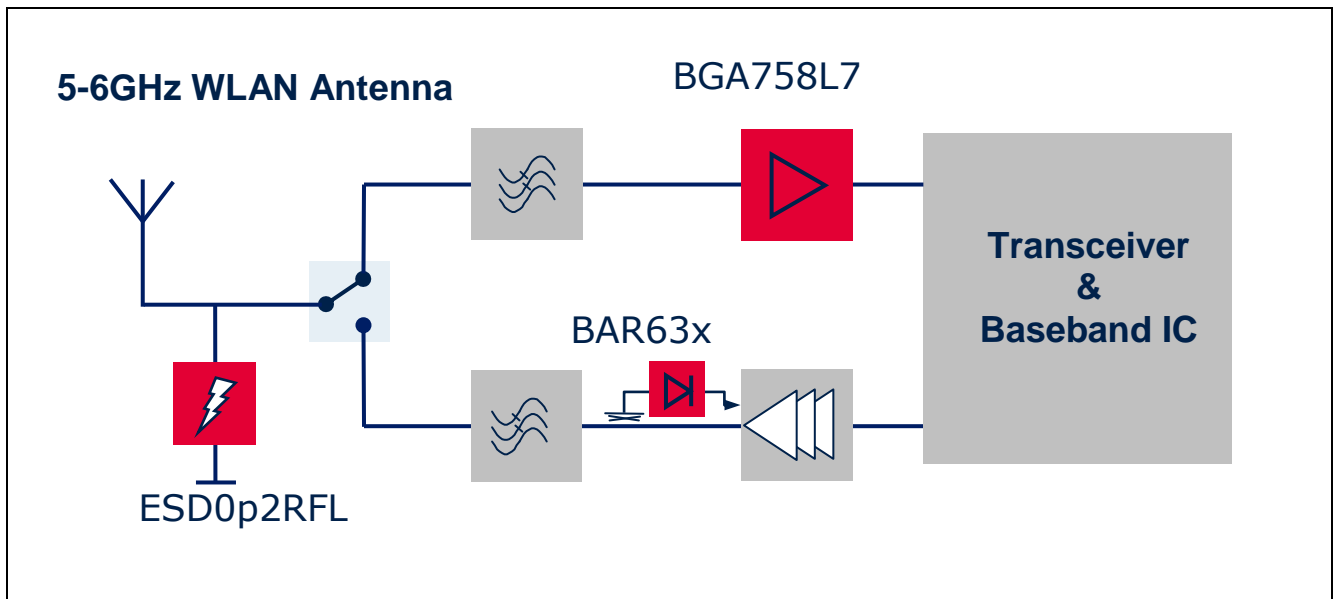 5-6GHz WLAN Antenna
BGA758L7
Transceiver
&
Baseband IC
BAR63x
ESD0p2RFL